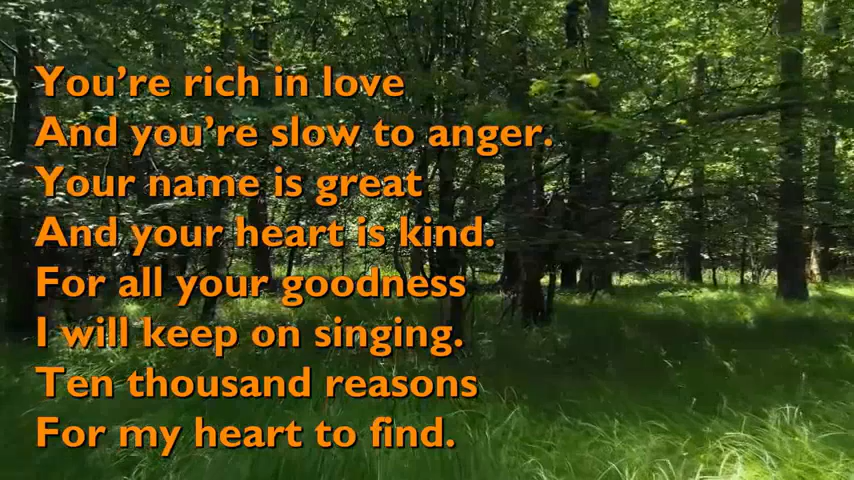 You’re rich in love
And you’re slow to anger.
Your name is great
And your heart is kind.
For all your goodness
I will keep on singing.
Ten thousand reasons
For my heart to find.